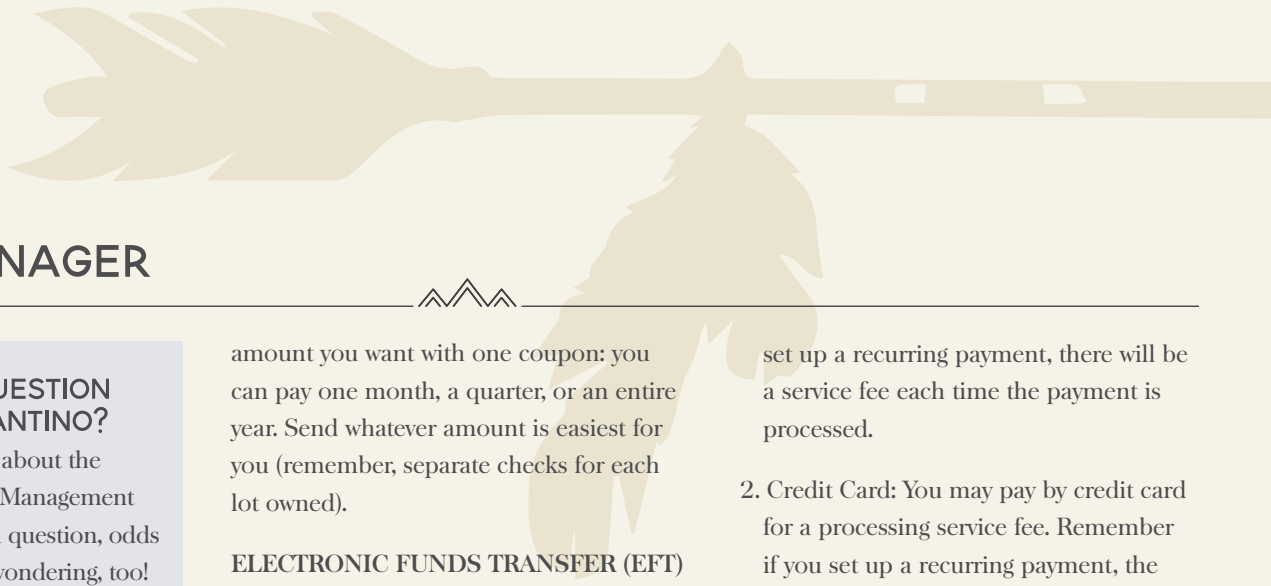 NAGER
UESTION
ANTINO?
about the
Management
question, odds
wondering, too!
amount you want with one coupon: you
can pay one month, a quarter, or an entire
year. Send whatever amount is easiest for
you (remember, separate checks for each
lot owned).
ELECTRONIC FUNDS TRANSFER (EFT)
set up a recurring payment, there will be
a service fee each time the payment is
processed.
2. Credit Card: You may pay by credit card
for a processing service fee. Remember
if you set up a recurring payment, the